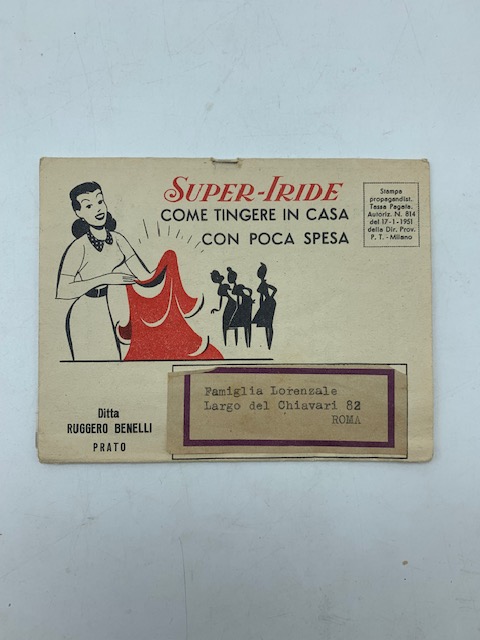 SUPER-IRIDE
COME TINGERE IN CASA
CON POCA SPESA
Stampa
propagandist.
Tassa Pagata.
Autoriz. N. 814
del 17-1-1951
della Dir. Prov.
P. T. - Milano
Ditta
RUGGERO BENELLI
PRATO
Famiglia Lorenzale
Largo del Chiavari 82
ROMA